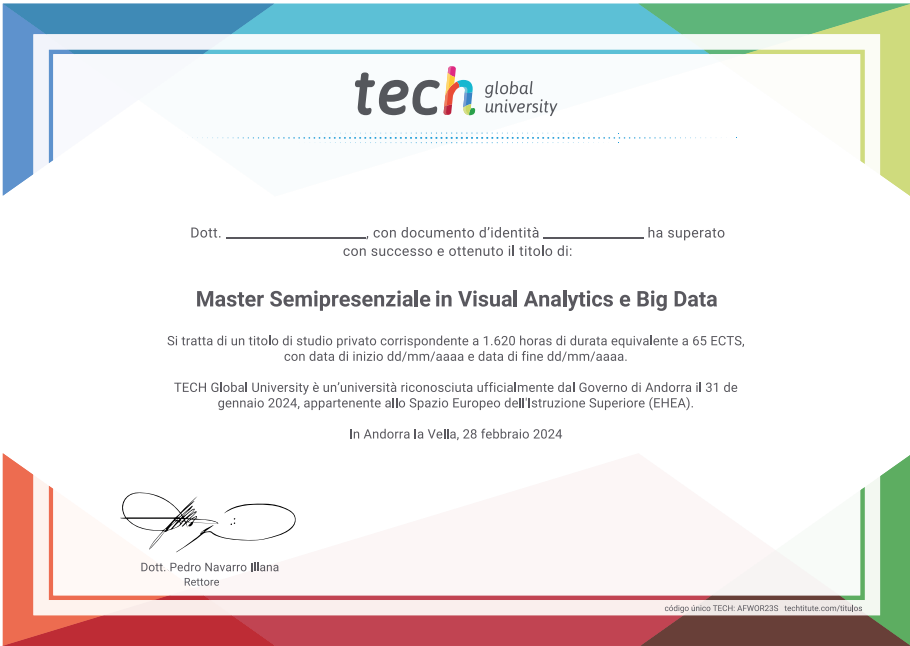 tech global
university
Dott. , con documento d'identità ha superato
con successo e ottenuto il titolo di:
Master Semipresenziale in Visual Analytics e Big Data
Si tratta di un titolo di studio privato corrispondente a 1.620 horas di durata equivalente a 65 ECTS,
con data di inizio dd/mm/aaaa e data di fine dd/mm/aaaa.
TECH Global University è un'università riconosciuta ufficialmente dal Governo di Andorra il 31 de
gennaio 2024, appartenente allo Spazio Europeo dell'Istruzione Superiore (EHEA).
In Andorra la Vella, 28 febbraio 2024
Dott. Pedro Navarro Illana
Rettore
código único TECH: AFWOR23S techtitute.com/titulos